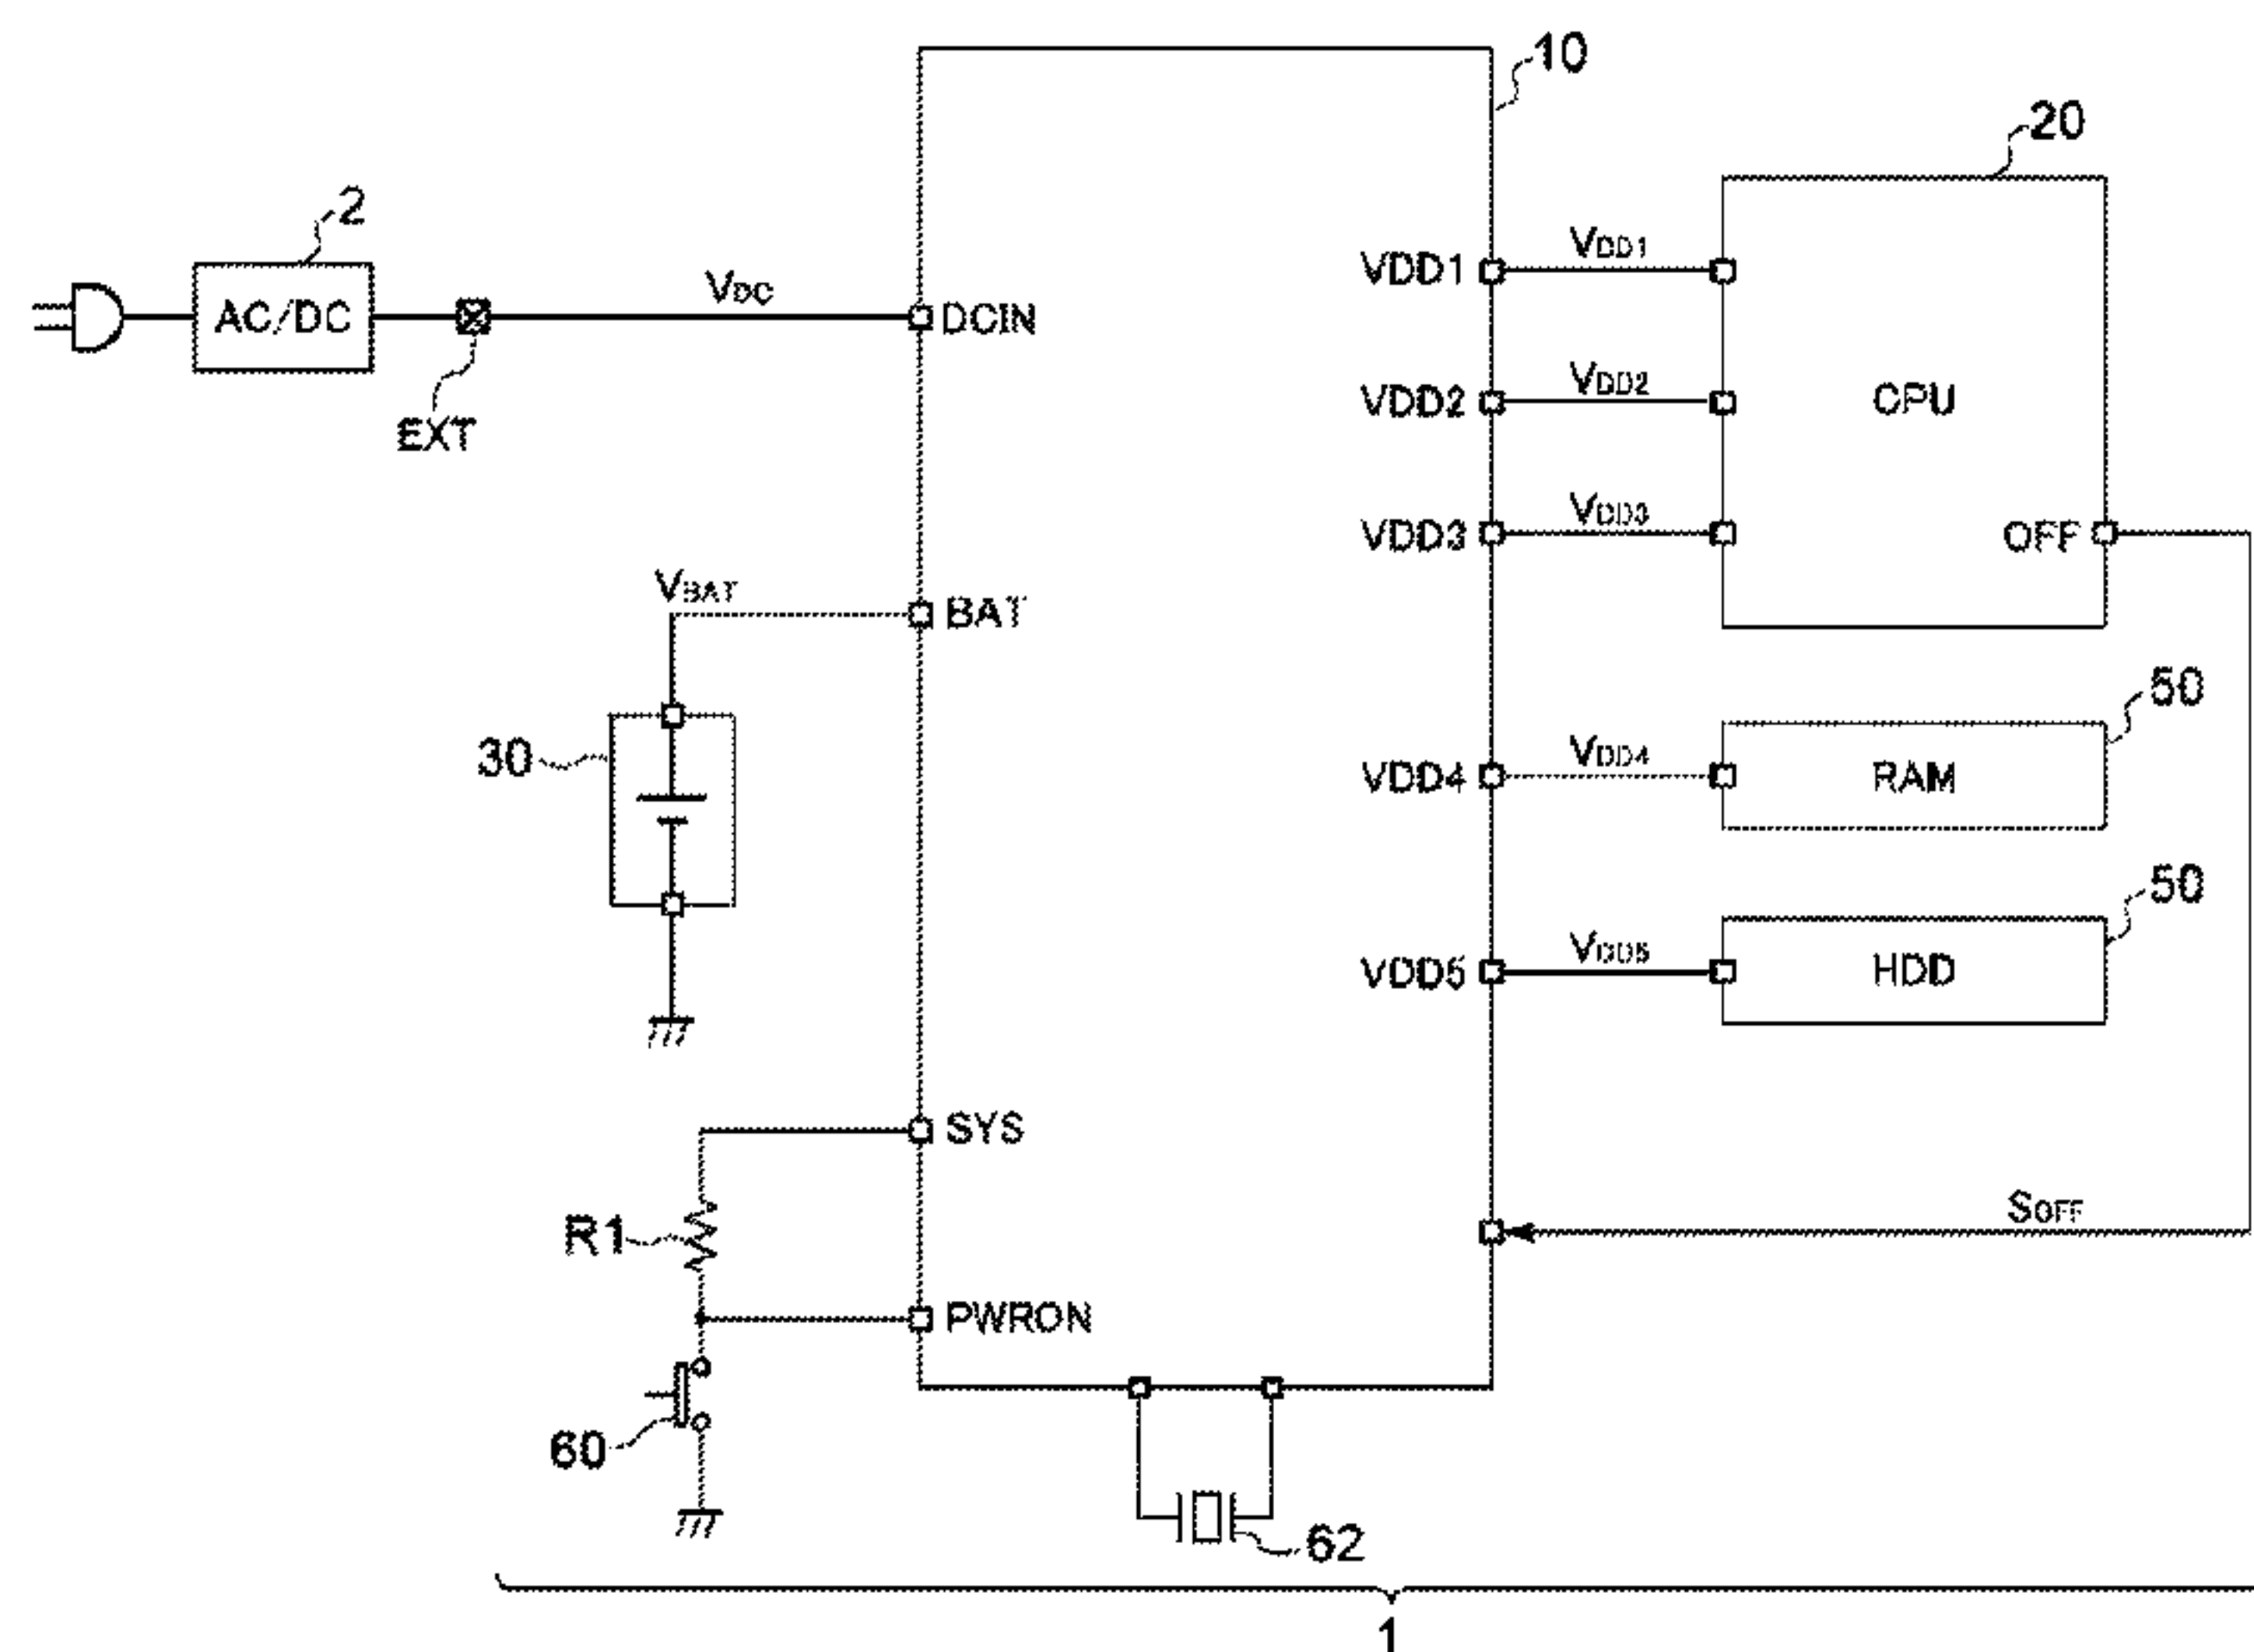 10
20
2
AC/DC
VDC
DCIN
EXT
VDD1
VDD1
VDD2
VDD2
CPU
VDD3
VDD3
OFF
VBAT
BAT
30
50
VDD4
VDD4
RAM
50
VDD5
VDD5
HDD
SYS
R1
SOFF
PWRON
60
62
1